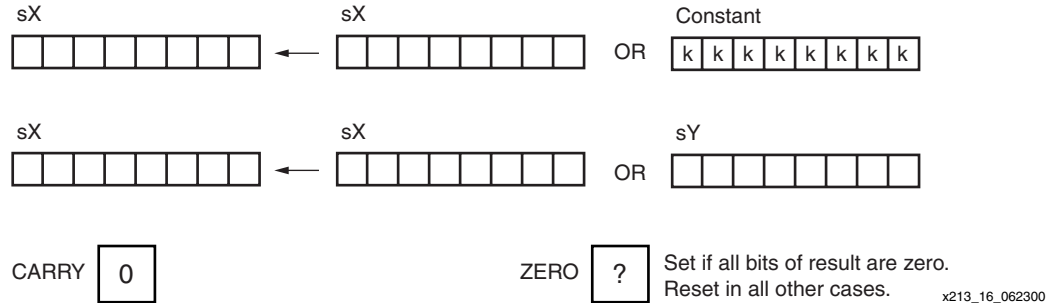 sX sX Constant
OR k k k k k k k k
sX sX sY
OR
CARRY 0 ZERO ? Set if all bits of result are zero.
Reset in all other cases.
x213_16_062300